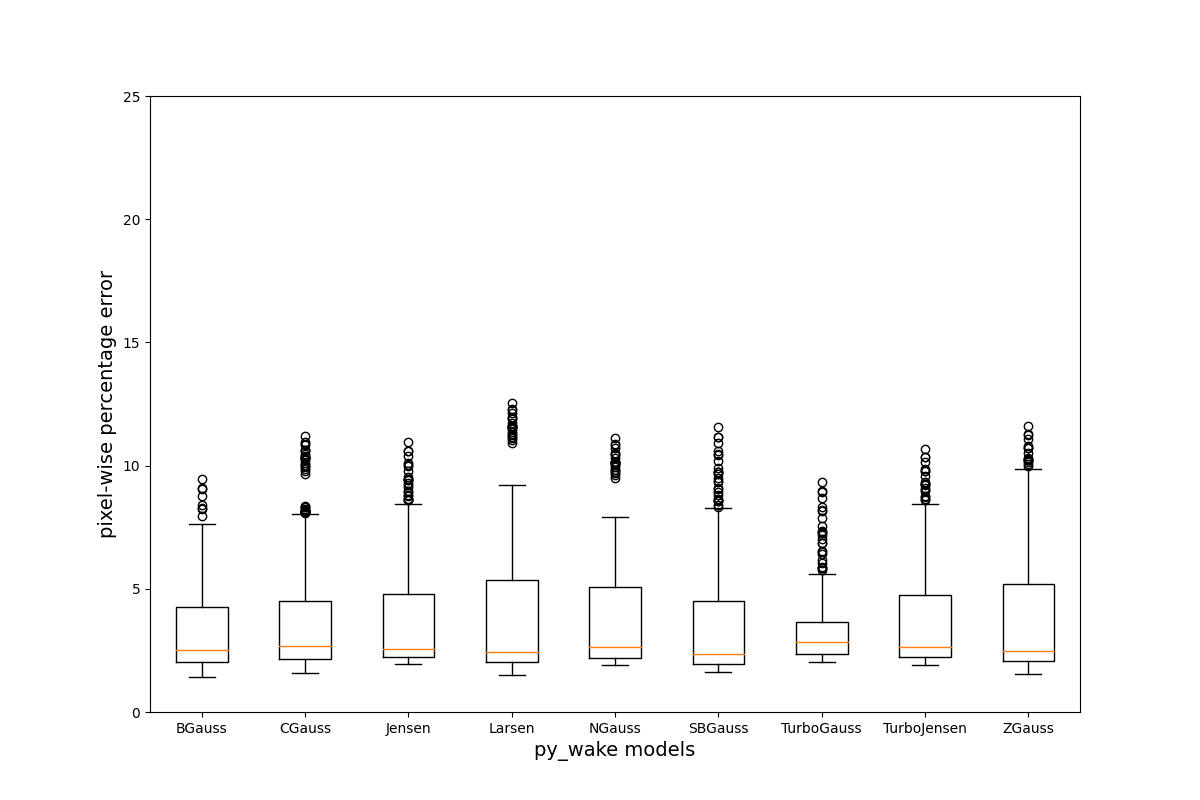 pixel-wise percentage error
25
20
15
10
5
0
BGauss CGauss Jensen Larsen NGauss SBGauss TurboGauss TurboJensen ZGauss
py_wake models